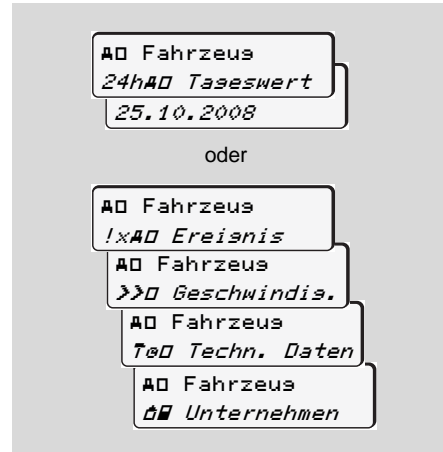 Fahrzeug
24h Tageswert
25.10.2008
oder
Fahrzeug
!x Ereignis
Fahrzeug
>> Geschwindig.
Fahrzeug
Techn. Daten
Fahrzeug
Unternehmen